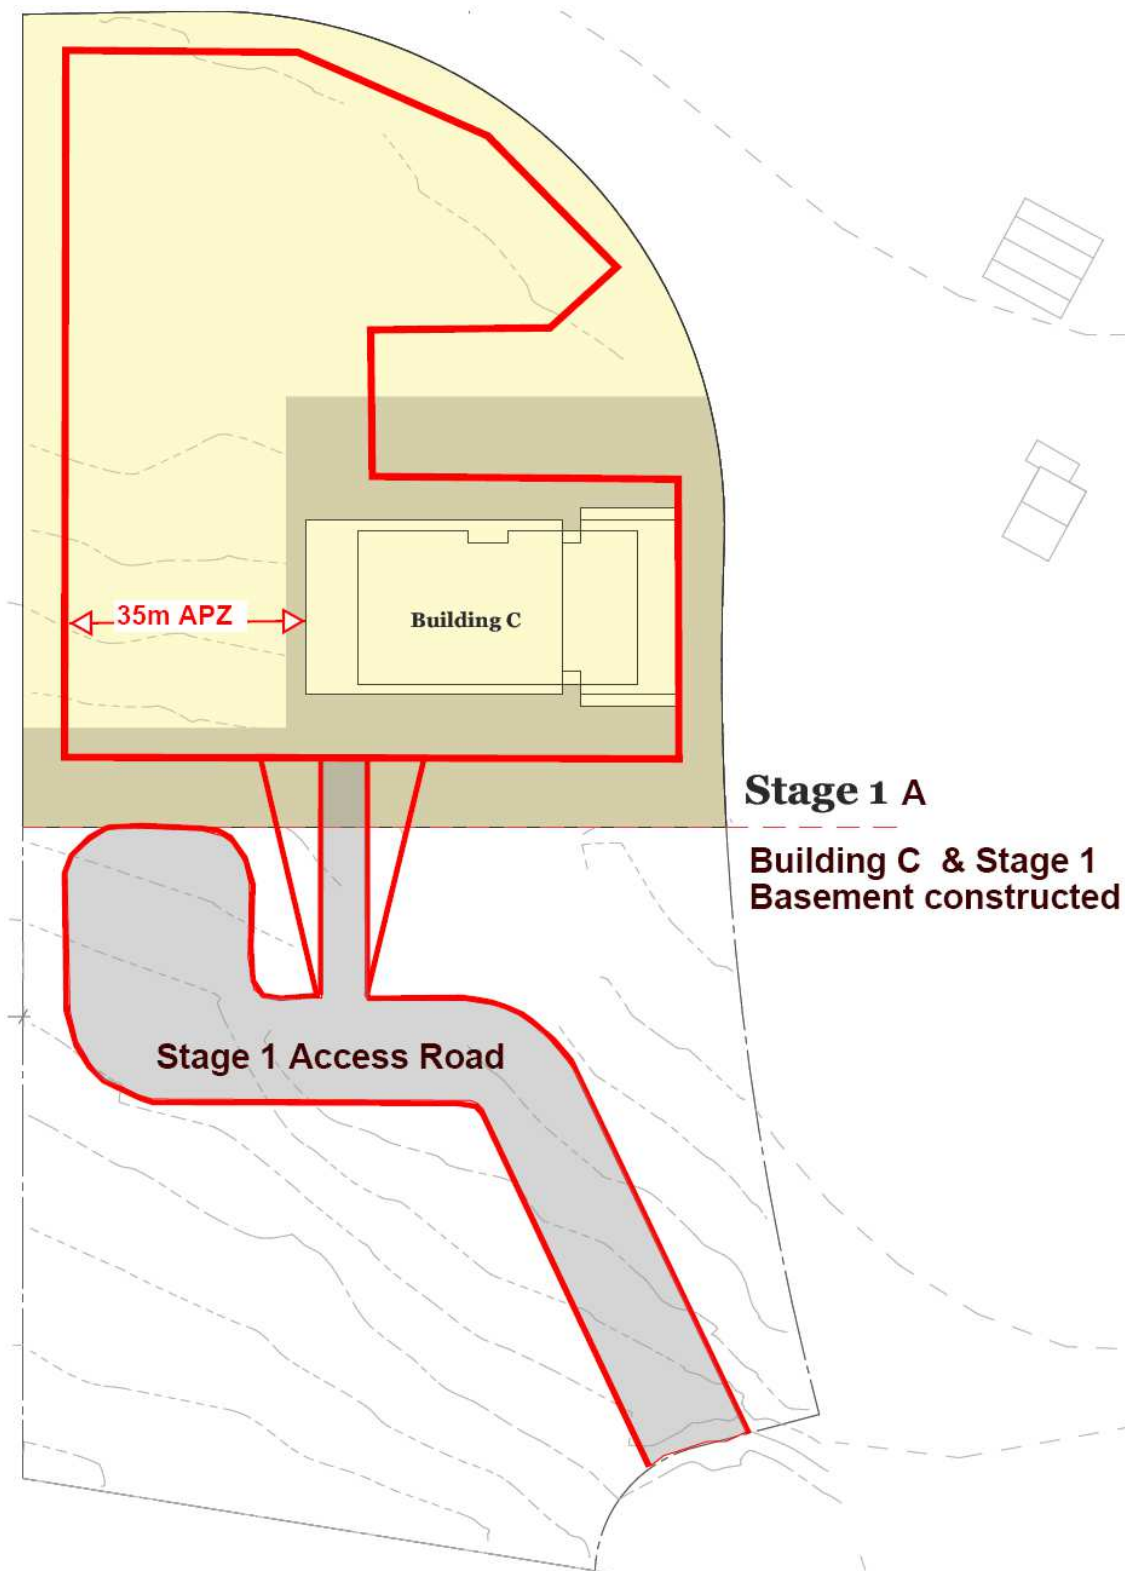 35m APZ
Building C
Stage 1 A
Building C & Stage 1
Basement constructed
Stage 1 Access Road